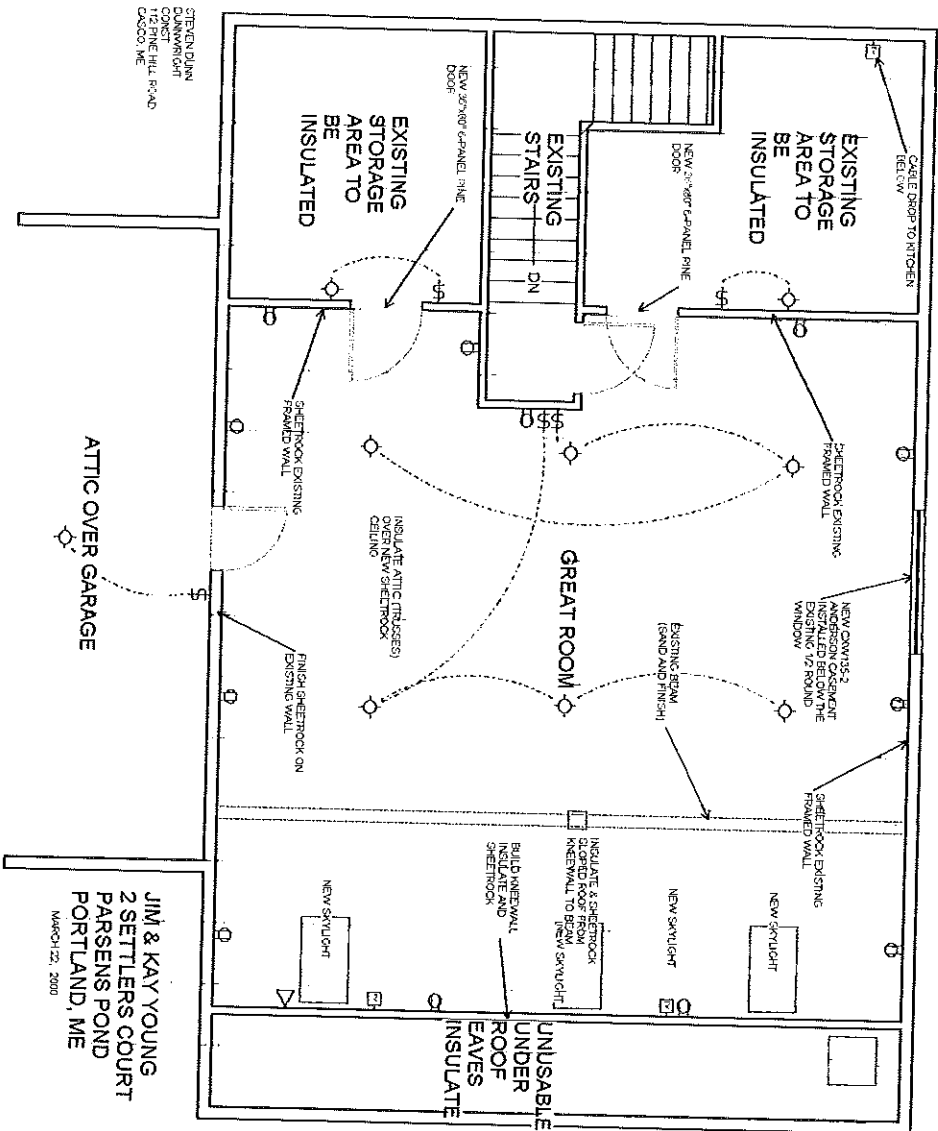 STEVEN DUNN
DUNNWRIGHT
CONST
112 PINE HILL ROAD
CASCO, ME
CABLE DROP TO KITCHEN
BELOW
EXISTING
STORAGE
AREA TO
BE
INSULATED
NEW 26"x80" 6-PANEL PINE
DOOR
EXISTING
STAIRS
DN
NEW 36"x80" 6-PANEL PINE
DOOR
EXISTING
STORAGE
AREA TO
BE
INSULATED
SHEETROCK EXISTING
FRAMED WALL
NEW CXW135-2
ANDERSON CASEMENT
INSTALLED BELOW THE
EXISTING 1/2 ROUND
WINDOW
SHEETROCK EXISTING
FRAMED WALL
GREAT ROOM
INSULATE ATTIC (TRUSSES)
OVER NEW SHEETROCK
CEILING
EXISTING BEAM
(SAND AND FINISH)
SHEETROCK EXISTING
FRAMED WALL
FINISH SHEETROCK ON
EXISTING WALL
ATTIC OVER GARAGE
NEW SKYLIGHT
NEW SKYLIGHT
INSULATE & SHEETROCK
SLOPED ROOF FROM
KNEEWALL TO BEAM
NEW SKYLIGHT
BUILD KNEEWALL
INSULATE AND
SHEETROCK
NEW SKYLIGHT
UNUSABLE
UNDER
ROOF
EAVES
INSULATE
JIM & KAY YOUNG
2 SETTLERS COURT
PARSENS POND
PORTLAND, ME
MARCH 22, 2000